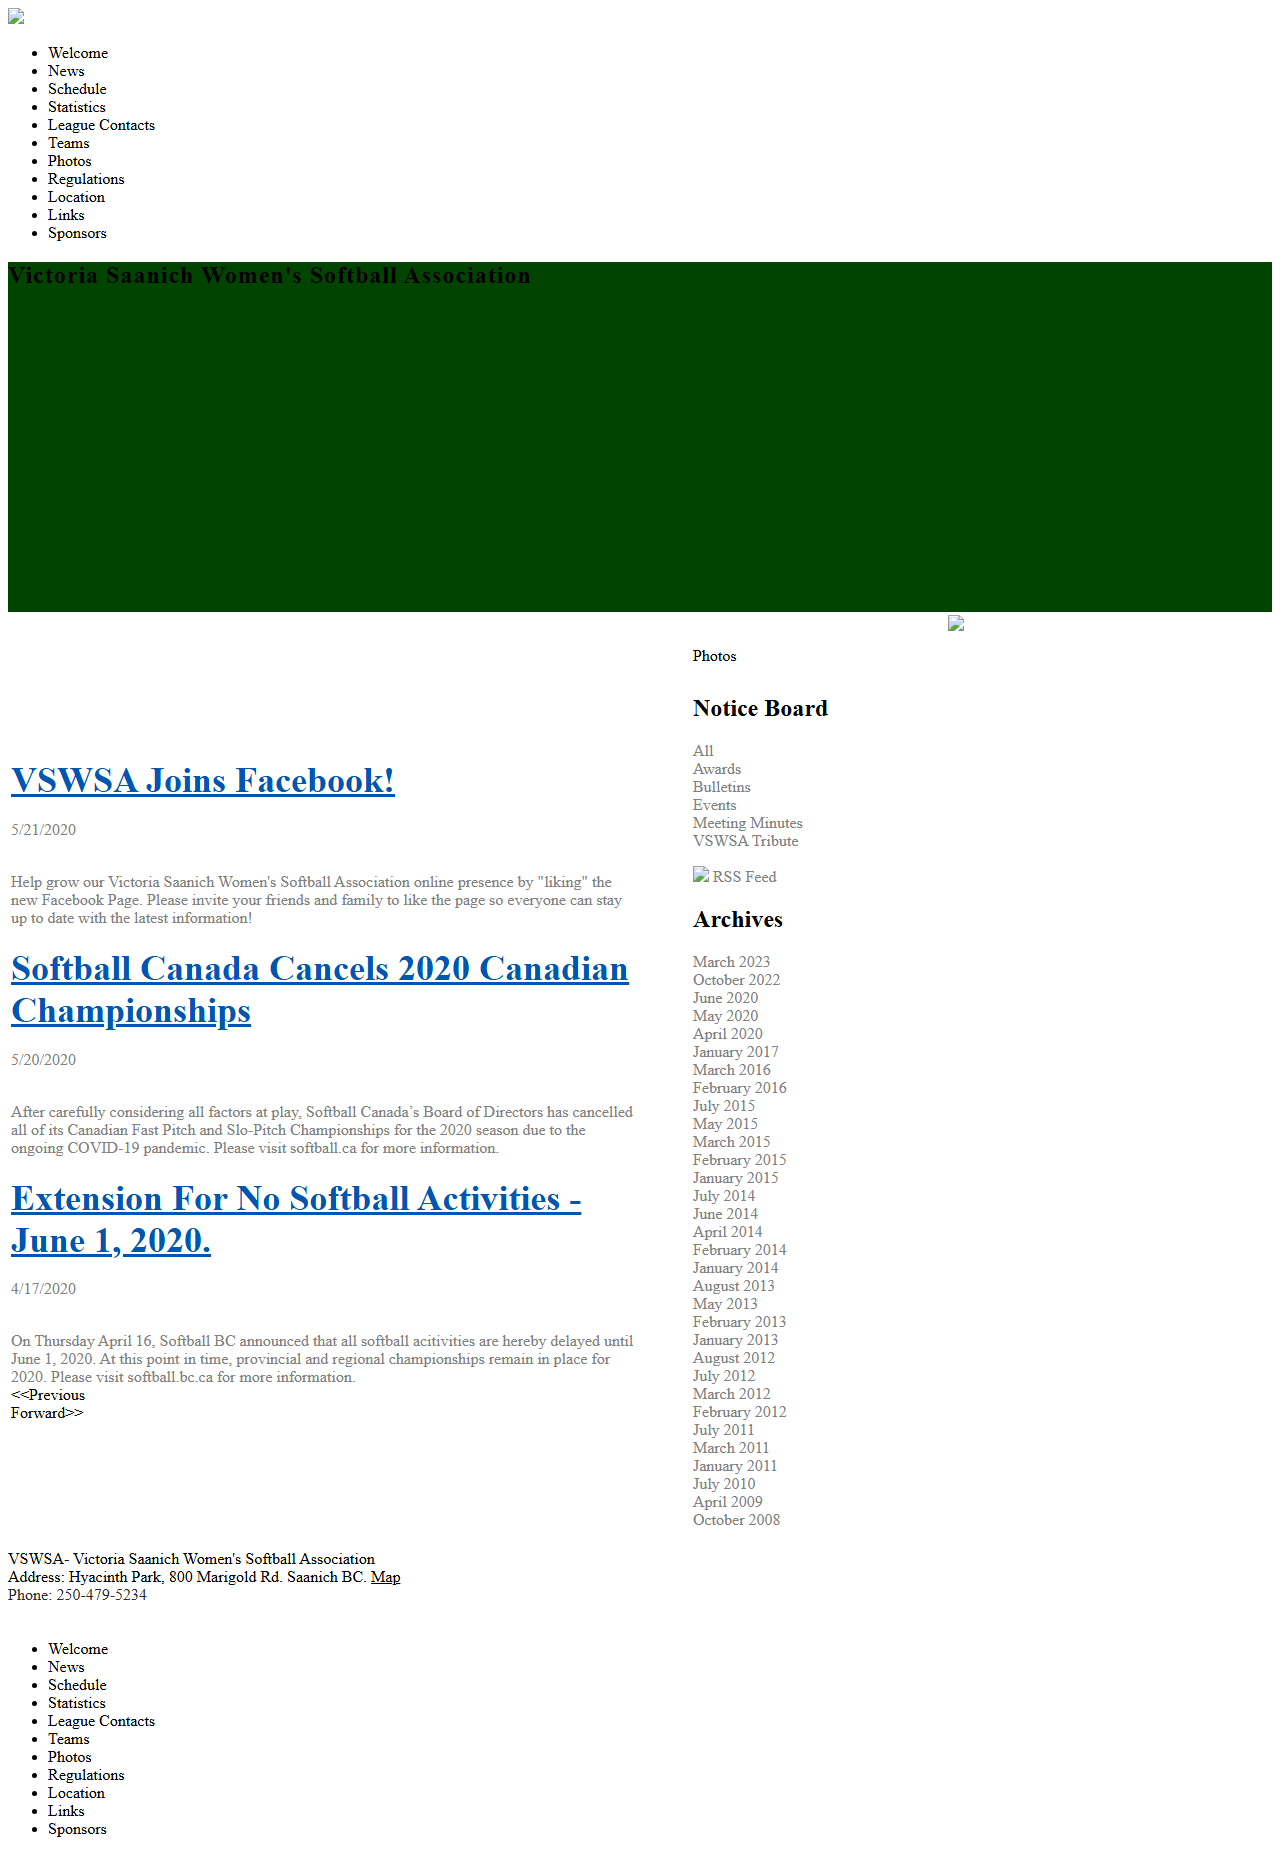 Welcome
News
Schedule
Statistics
League Contacts
Teams
Photos
Regulations
Location
Links
Sponsors
Victoria Saanich Women's Softball Association
VSWSA Joins Facebook!
5/21/2020
Help grow our Victoria Saanich Women's Softball Association online presence by "liking" the
new Facebook Page. Please invite your friends and family to like the page so everyone can stay
up to date with the latest information!
Softball Canada Cancels 2020 Canadian
Championships
5/20/2020
After carefully considering all factors at play, Softball Canada’s Board of Directors has cancelled
all of its Canadian Fast Pitch and Slo-Pitch Championships for the 2020 season due to the
ongoing COVID-19 pandemic. Please visit softball.ca for more information.
Extension For No Softball Activities -
June 1, 2020.
4/17/2020
On Thursday April 16, Softball BC announced that all softball acitivities are hereby delayed until
June 1, 2020. At this point in time, provincial and regional championships remain in place for
2020. Please visit softball.bc.ca for more information.
<<Previous
Forward>>
Photos
Notice Board
All
Awards
Bulletins
Events
Meeting Minutes
VSWSA Tribute
RSS Feed
Archives
March 2023
October 2022
June 2020
May 2020
April 2020
January 2017
March 2016
February 2016
July 2015
May 2015
March 2015
February 2015
January 2015
July 2014
June 2014
April 2014
February 2014
January 2014
August 2013
May 2013
February 2013
January 2013
August 2012
July 2012
March 2012
February 2012
July 2011
March 2011
January 2011
July 2010
April 2009
October 2008
VSWSA- Victoria Saanich Women's Softball Association
Address: Hyacinth Park, 800 Marigold Rd. Saanich BC. Map
Phone: 250-479-5234
Welcome
News
Schedule
Statistics
League Contacts
Teams
Photos
Regulations
Location
Links
Sponsors